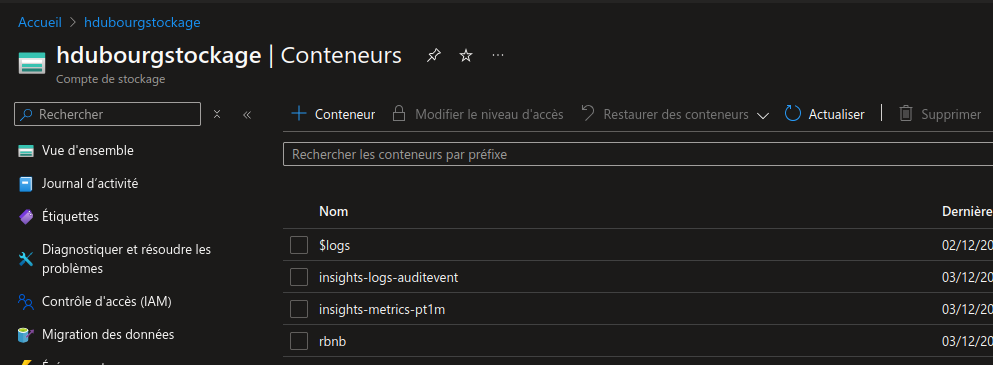 Accueil > hdubourgstockage
hdubourgstockage | Conteneurs
Compte de stockage
Rechercher
+ Conteneur Modifier le niveau d'accès Restaurer des conteneurs Actualiser Supprimer
Rechercher les conteneurs par préfixe
Vue d'ensemble
Journal d'activité
Étiquettes
Diagnostiquer et résoudre les
problèmes
Contrôle d'accès (IAM)
Migration des données
Nom Dernière
$logs 02/12/20
insights-logs-auditevent 03/12/20
insights-metrics-pt1m 03/12/20
rbnb 03/12/20